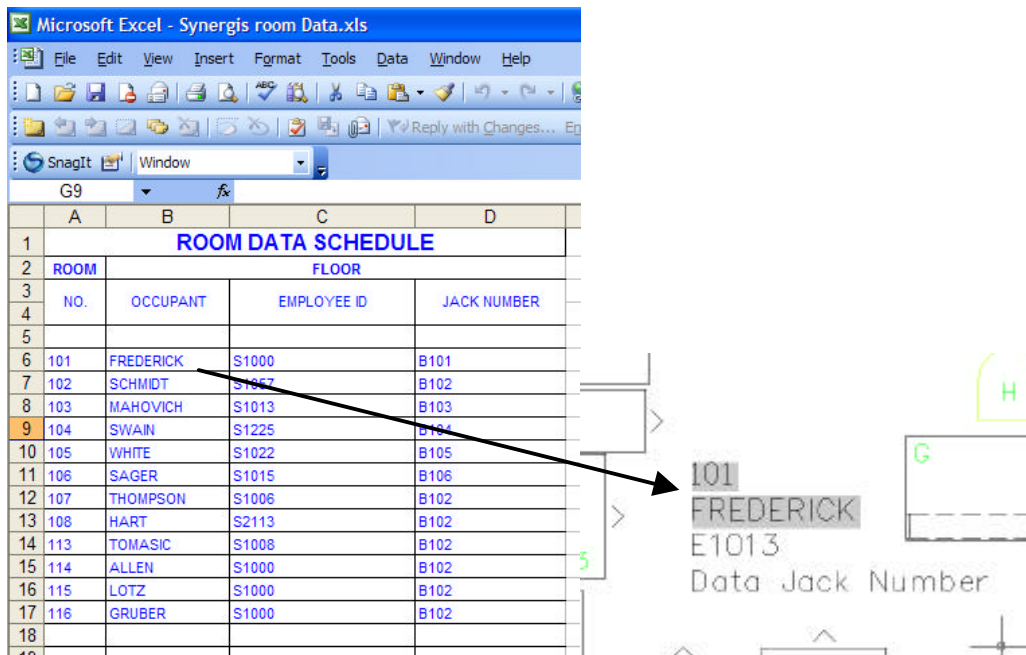 Microsoft Excel - Synergis room Data.xls
File Edit View Insert Format Tools Data Window Help
ABC
Reply with Changes...
SnagIt Window
G9 fx
A B C D
1 ROOM DATA SCHEDULE
2 ROOM FLOOR
3
NO. OCCUPANT EMPLOYEE ID JACK NUMBER
4
5
6 101 FREDERICK S1000 B101
7 102 SCHMIDT S1057 B102
8 103 MAHOVICH S1013 B103
9 104 SWAIN S1225 B104
10 105 WHITE S1022 B105
11 106 SAGER S1015 B106
12 107 THOMPSON S1006 B102
13 108 HART S2113 B102
14 113 TOMASIC S1008 B102
15 114 ALLEN S1000 B102
16 115 LOTZ S1000 B102
17 116 GRUBER S1000 B102
18
H
G
101
FREDERICK
E1013
Data Jack Number